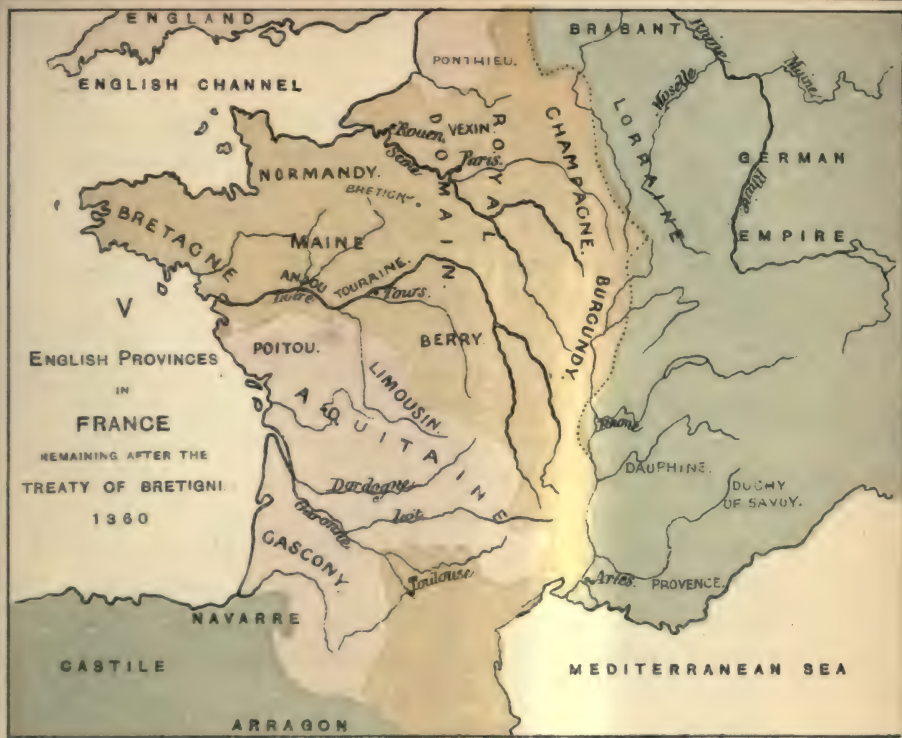 ENGLAND
ENGLISH CHANNEL
BRABANT
PONTHIEU.
Rhine
Maine
Moselle
LORRAINE
GERMAN
EMPIRE
Rhine
CHAMPAGNE.
ROYAL
DOMAIN.
Rouen.
VEXIN.
Paris.
NORMANDY.
BRETAGNE
MAINE
ANJOU
TOURAINE.
Loire
Tours.
BERRY.
BURGUNDY.
V
ENGLISH PROVINCES
IN
FRANCE
REMAINING AFTER THE
TREATY OF BRETIGNI.
1360
POITOU.
LIMOUSIN.
AQUITAINE
Dordogne
Lot.
Garonne
GASCONY
Toulouse
Rhone
DAUPHINE.
DUCHY
OF SAVOY.
Arles.
PROVENCE.
NAVARRE
CASTILE
ARRAGON
MEDITERRANEAN SEA